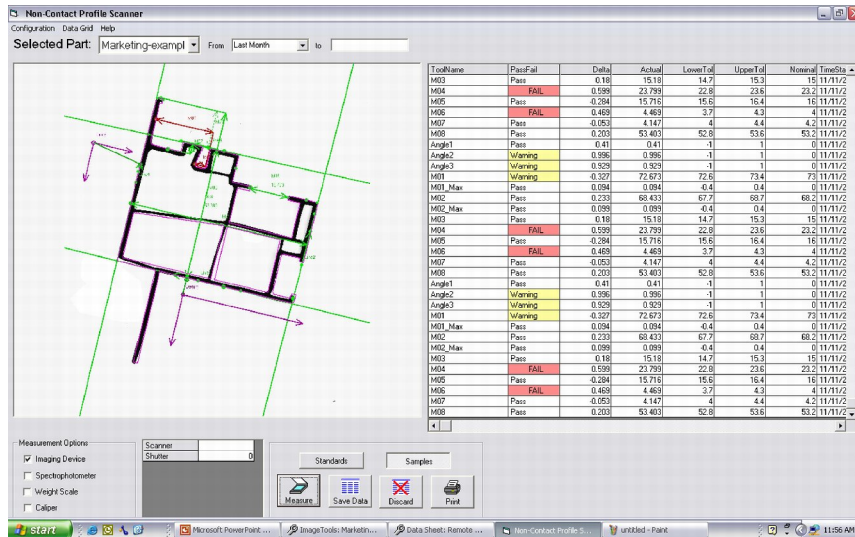 Non-Contact Profile Scanner
Configuration Data Grid Help
Selected Part: Marketing-exampl From Last Month to
ToolName PassFail Delta Actual LowerTol UpperTol Nominal TimeSta
M03 Pass 0.18 15.18 14.7 15.3 15 11/11/2
M04 FAIL 0.599 23.799 22.8 23.6 23.2 11/11/2
M05 Pass -0.284 15.716 15.6 16.4 16 11/11/2
M06 FAIL 0.469 4.469 3.7 4.3 4 11/11/2
M07 Pass -0.053 4.147 4 4.4 4.2 11/11/2
M08 Pass 0.203 53.403 52.8 53.6 53.2 11/11/2
Angle1 Pass 0.41 0.41 -1 1 0 11/11/2
Angle2 Warning 0.996 0.996 -1 1 0 11/11/2
Angle3 Warning 0.929 0.929 -1 1 0 11/11/2
M01 Warning -0.327 72.673 72.6 73.4 73 11/11/2
M01_Max Pass 0.094 0.094 -0.4 0.4 0 11/11/2
M02 Pass 0.233 68.433 67.7 68.7 68.2 11/11/2
M02_Max Pass 0.099 0.099 -0.4 0.4 0 11/11/2
M03 Pass 0.18 15.18 14.7 15.3 15 11/11/2
M04 FAIL 0.599 23.799 22.8 23.6 23.2 11/11/2
M05 Pass -0.284 15.716 15.6 16.4 16 11/11/2
M06 FAIL 0.469 4.469 3.7 4.3 4 11/11/2
M07 Pass -0.053 4.147 4 4.4 4.2 11/11/2
M08 Pass 0.203 53.403 52.8 53.6 53.2 11/11/2
Angle1 Pass 0.41 0.41 -1 1 0 11/11/2
Angle2 Warning 0.996 0.996 -1 1 0 11/11/2
Angle3 Warning 0.929 0.929 -1 1 0 11/11/2
M01 Warning -0.327 72.673 72.6 73.4 73 11/11/2
M01_Max Pass 0.094 0.094 -0.4 0.4 0 11/11/2
M02 Pass 0.233 68.433 67.7 68.7 68.2 11/11/2
M02_Max Pass 0.099 0.099 -0.4 0.4 0 11/11/2
M03 Pass 0.18 15.18 14.7 15.3 15 11/11/2
M04 FAIL 0.599 23.799 22.8 23.6 23.2 11/11/2
M05 Pass -0.284 15.716 15.6 16.4 16 11/11/2
M06 FAIL 0.469 4.469 3.7 4.3 4 11/11/2
M07 Pass -0.053 4.147 4 4.4 4.2 11/11/2
M08 Pass 0.203 53.403 52.8 53.6 53.2 11/11/2
Measurement Options
Imaging Device
Spectrophotometer
Weight Scale
Caliper
Scanner
Shutter 0
Standards Samples
Measure Save Data Discard Print
start Microsoft PowerPoint ... ImageTools: Marketin... Data Sheet: Remote ... Non-Contact Profile S... untitled - Paint 11:56 AM